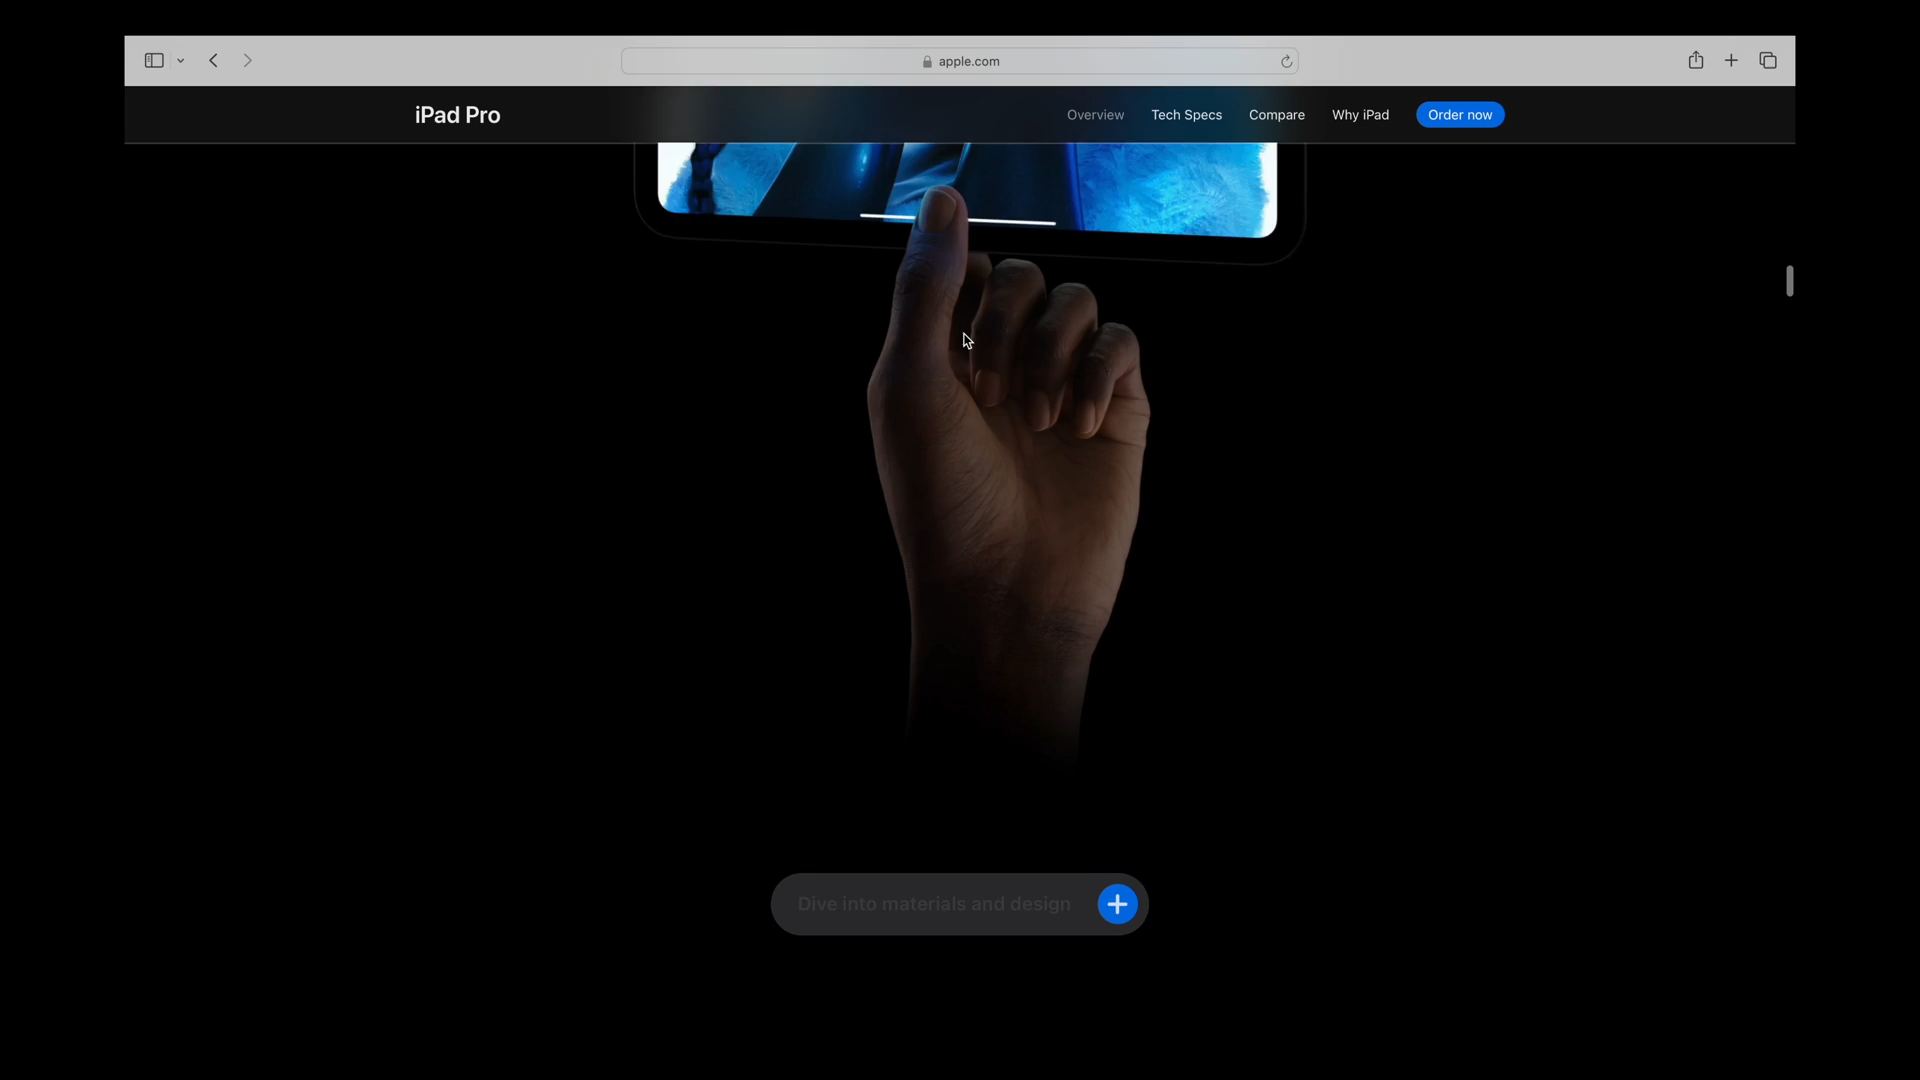 apple.com
iPad Pro
Overview
Tech Specs
Compare
Why iPad
Order now
Dive into materials and design